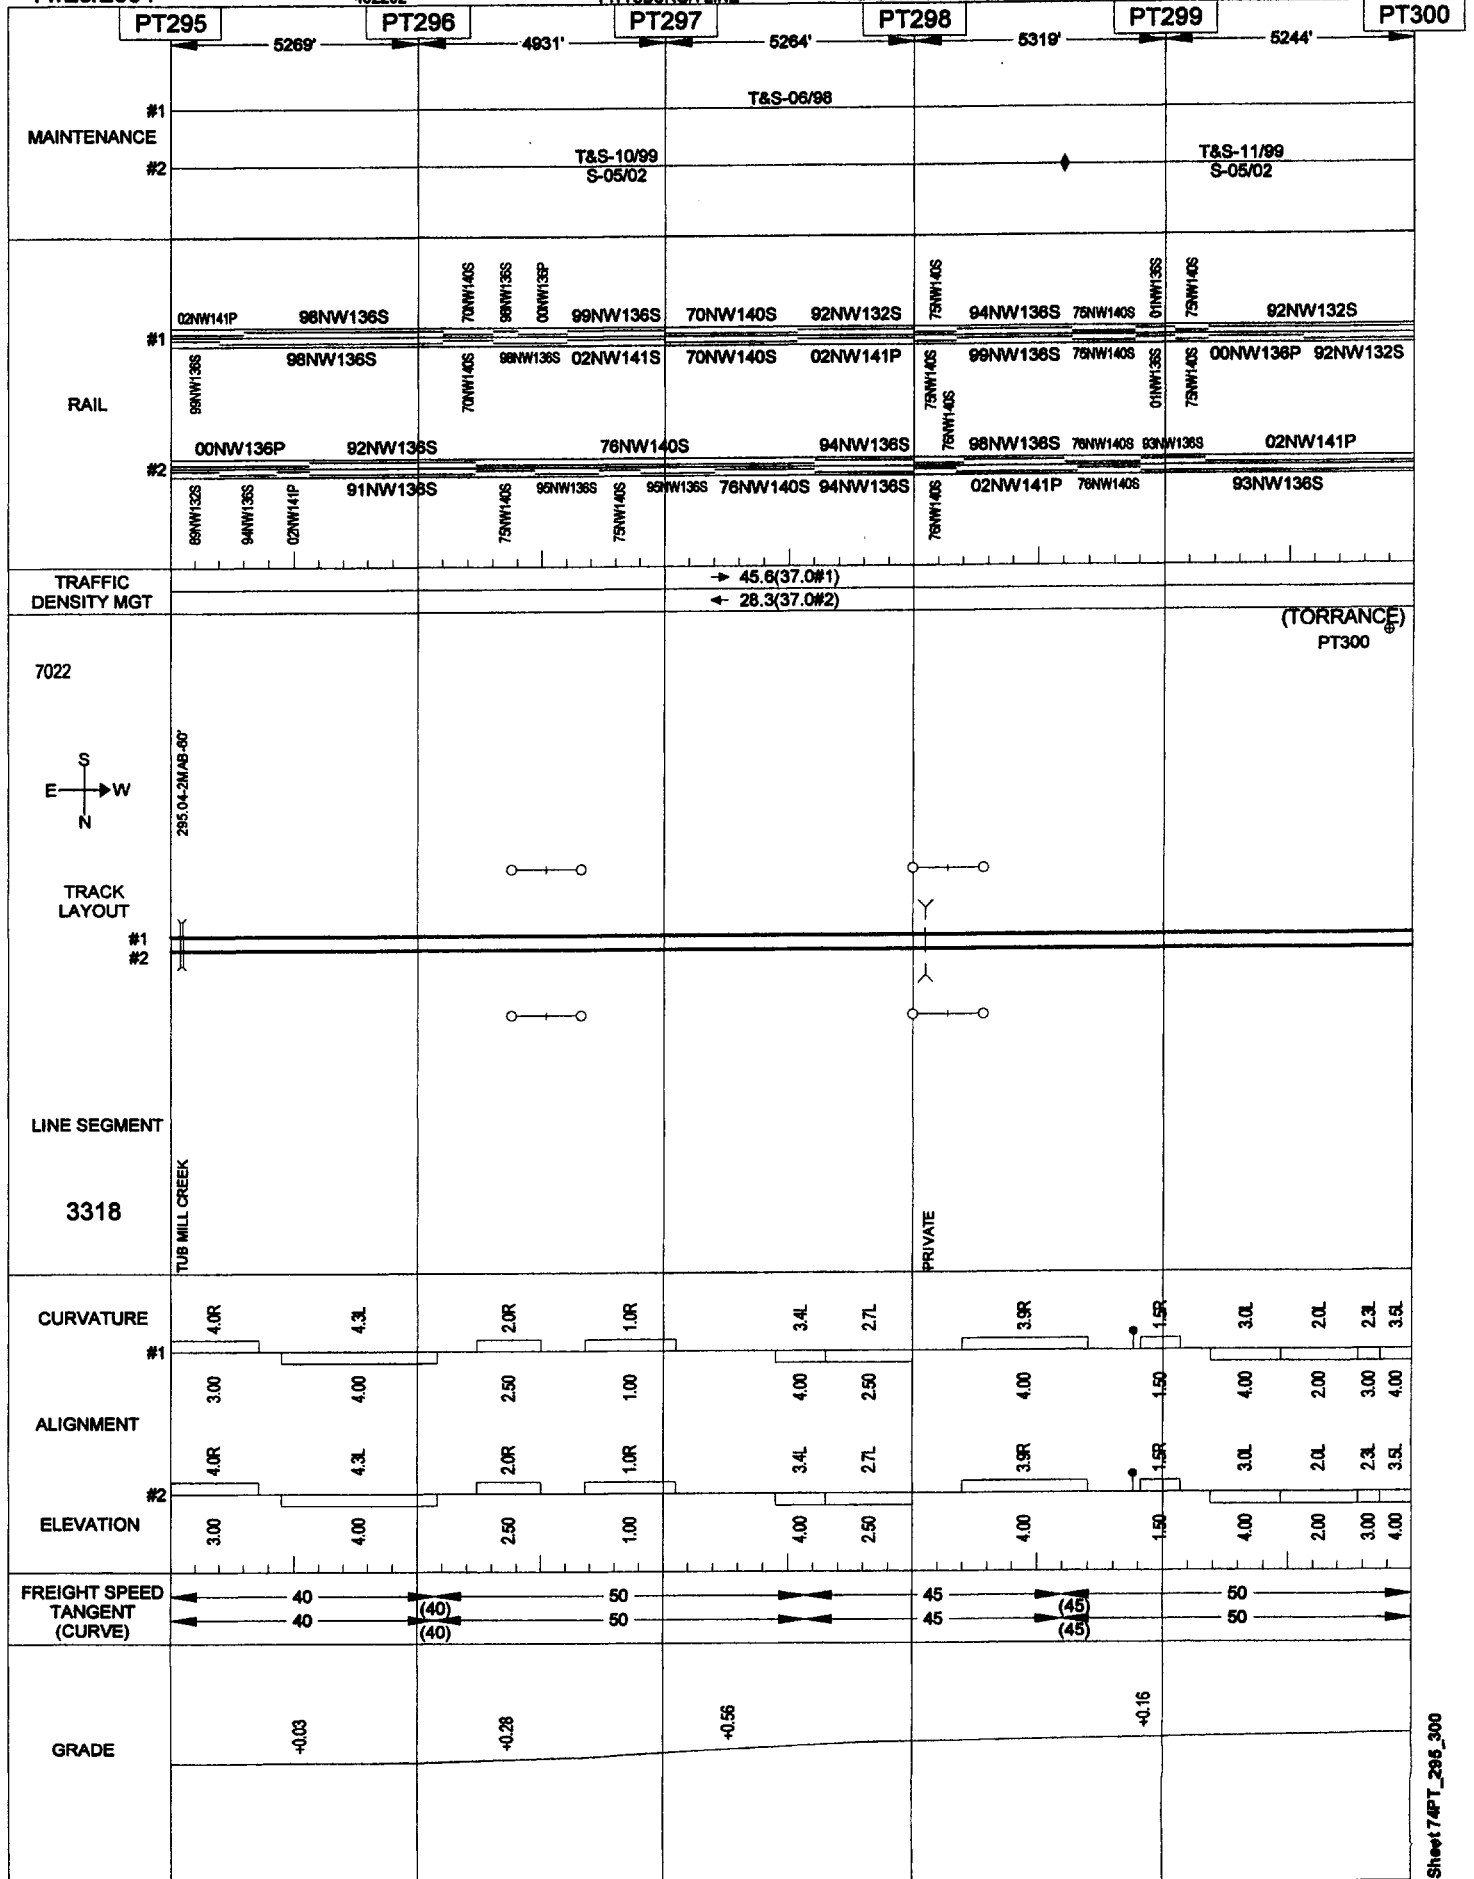 PT295 PT296 PT297 PT298 PT299 PT300
5269' 4931' 5264' 5319' 5244'
MAINTENANCE
#1
T&S-06/98
#2
T&S-10/99
S-05/02
T&S-11/99
S-05/02
RAIL
70NW140S 98NW136S 00NW136P 75NW140S 01NW136S 75NW140S
02NW141P 98NW136S 99NW136S 70NW140S 92NW132S 94NW136S 75NW140S 92NW132S
#1
98NW136S 98NW136S 02NW141S 70NW140S 02NW141P 99NW136S 75NW140S 00NW136P 92NW132S
99NW136S 70NW140S 75NW140S 01NW136S 75NW140S
76NW140S
00NW136P 92NW136S 76NW140S 94NW136S 98NW136S 76NW140S 93NW136S 02NW141P
#2
91NW136S 95NW136S 95NW136S 76NW140S 94NW136S 02NW141P 76NW140S 93NW136S
89NW132S 94NW136S 02NW141P 75NW140S 75NW140S 76NW140S
TRAFFIC
DENSITY MGT
45.6(37.0#1)
28.3(37.0#2)
(TORRANCE)
PT300
7022
S
E W
N
295.04-2MAB-60'
TRACK
LAYOUT
#1
#2
LINE SEGMENT
3318
TUB MILL CREEK
PRIVATE
CURVATURE
4.0R 4.3L 2.0R 1.0R 3.4L 2.7L 3.9R 1.5R 3.0L 2.0L 2.3L 3.5L
#1
3.00 4.00 2.50 1.00 4.00 2.50 4.00 1.50 4.00 2.00 3.00 4.00
ALIGNMENT
4.0R 4.3L 2.0R 1.0R 3.4L 2.7L 3.9R 1.5R 3.0L 2.0L 2.3L 3.5L
#2
ELEVATION
3.00 4.00 2.50 1.00 4.00 2.50 4.00 1.50 4.00 2.00 3.00 4.00
FREIGHT SPEED
TANGENT
(CURVE)
40 (40) 50 45 (45) 50
40 (40) 50 45 (45) 50
GRADE
+0.03 +0.28 +0.56 +0.16
Sheet74PT_295_300